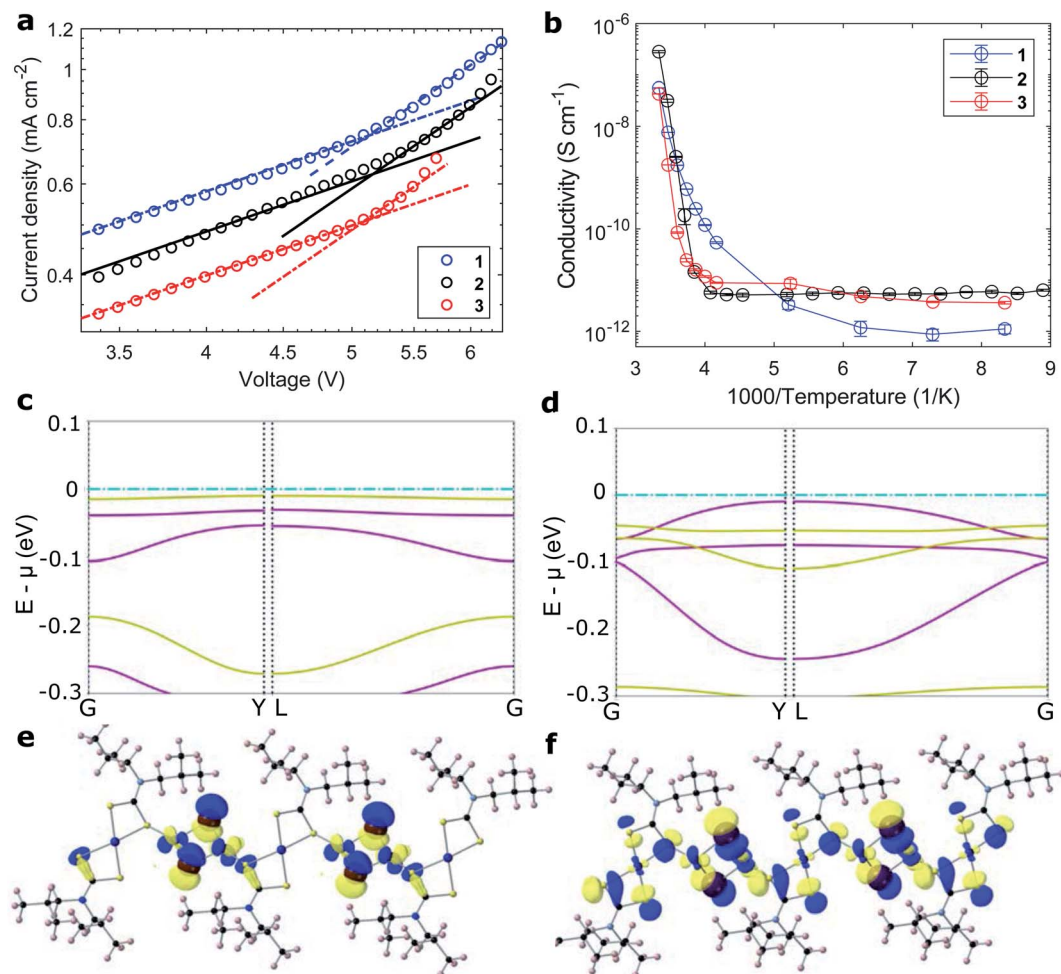 a
1.2
1
0.8
0.6
0.4
Current density (mA cm-2)
3.5 4 4.5 5 5.5 6
Voltage (V)
1
2
3
b
10-6
10-8
10-10
10-12
Conductivity (S cm-1)
3 4 5 6 7 8 9
1000/Temperature (1/K)
1
2
3
c
0.1
0
-0.1
-0.2
-0.3
E - μ (eV)
G Y L G
d
0.1
0
-0.1
-0.2
-0.3
E - μ (eV)
G Y L G
e
f